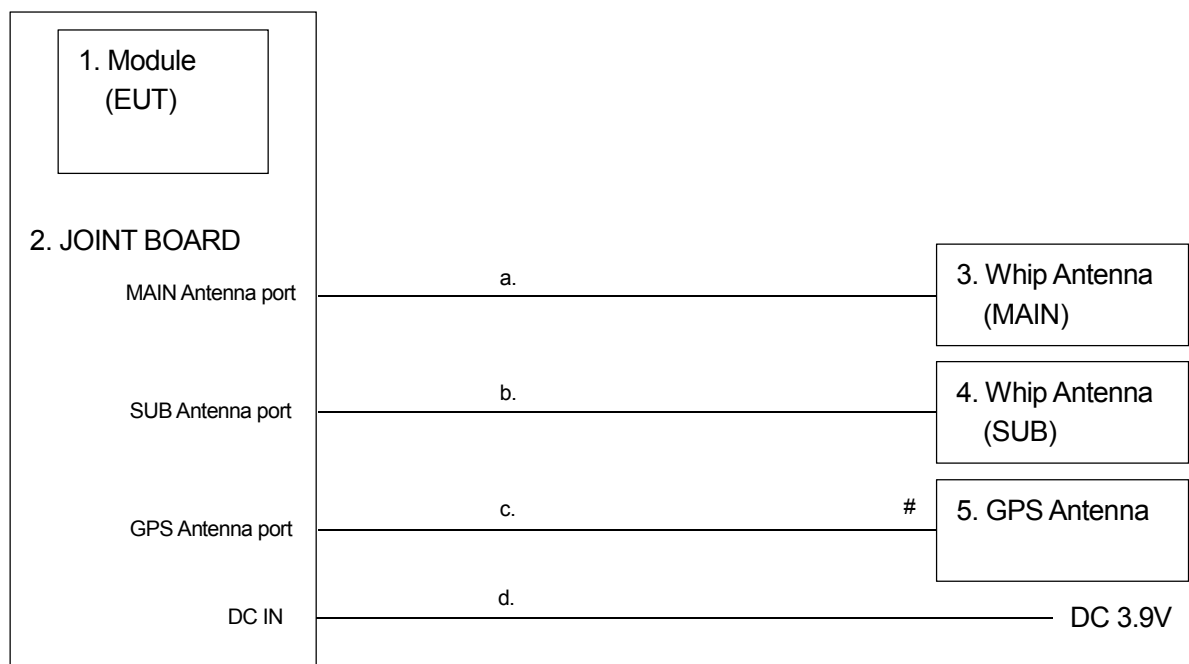 1. Module
(EUT)
2. JOINT BOARD
MAIN Antenna port
a.
3. Whip Antenna
(MAIN)
SUB Antenna port
b.
4. Whip Antenna
(SUB)
GPS Antenna port
c.
#
5. GPS Antenna
DC IN
d.
DC 3.9V